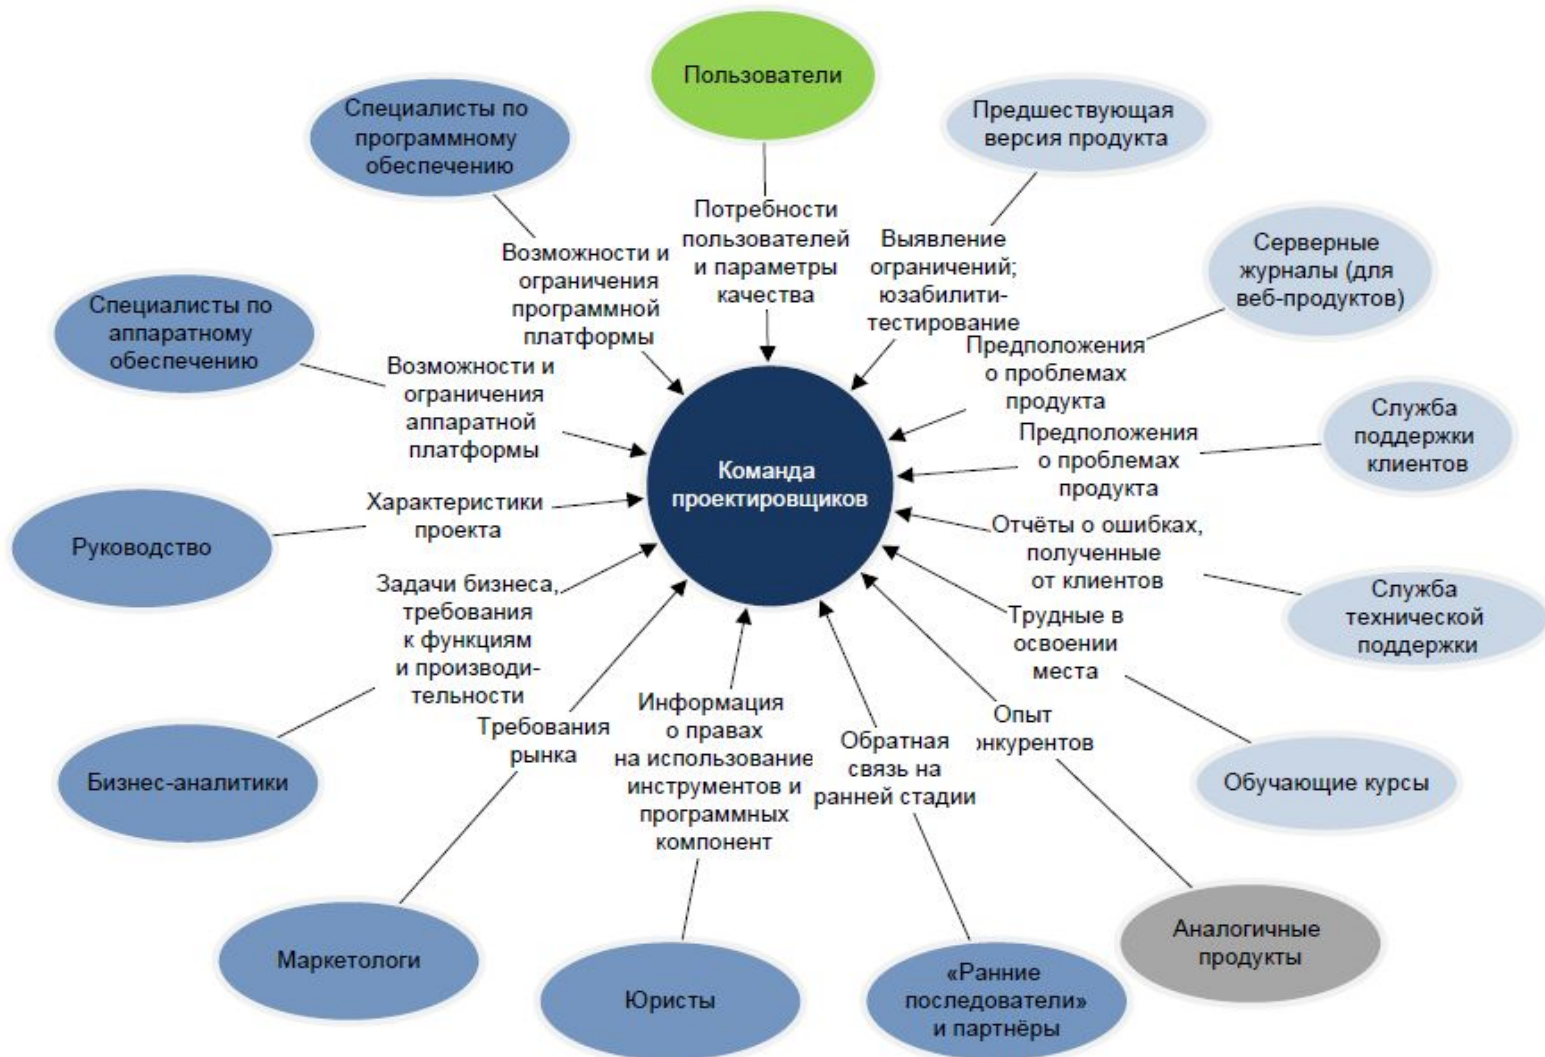 Пользователи
Специалисты по
программному
обеспечению
Предшествующая
версия продукта
Потребности
пользователей
и параметры
качества
Возможности и
ограничения
программной
платформы
Выявление
ограничений;
юзабилити-
тестирование
Серверные
журналы (для
веб-продуктов)
Специалисты по
аппаратному
обеспечению
Возможности и
ограничения
аппаратной
платформы
Предположения
о проблемах
продукта
Служба
поддержки
клиентов
Предположения
о проблемах
продукта
Команда
проектировщиков
Руководство
Характеристики
проекта
Отчёты о ошибках,
полученные
от клиентов
Служба
технической
поддержки
Задачи бизнеса,
требования
к функциям
и производи-
тельности
Трудные в
освоении
места
Бизнес-аналитики
Требования
рынка
Информация
о правах
на использование
инструментов и
программных
компонент
Обратная
связь на
ранней стадии
Опыт
онкурентов
Обучающие курсы
Маркетологи
Юристы
«Ранние
последователи»
и партнёры
Аналогичные
продукты